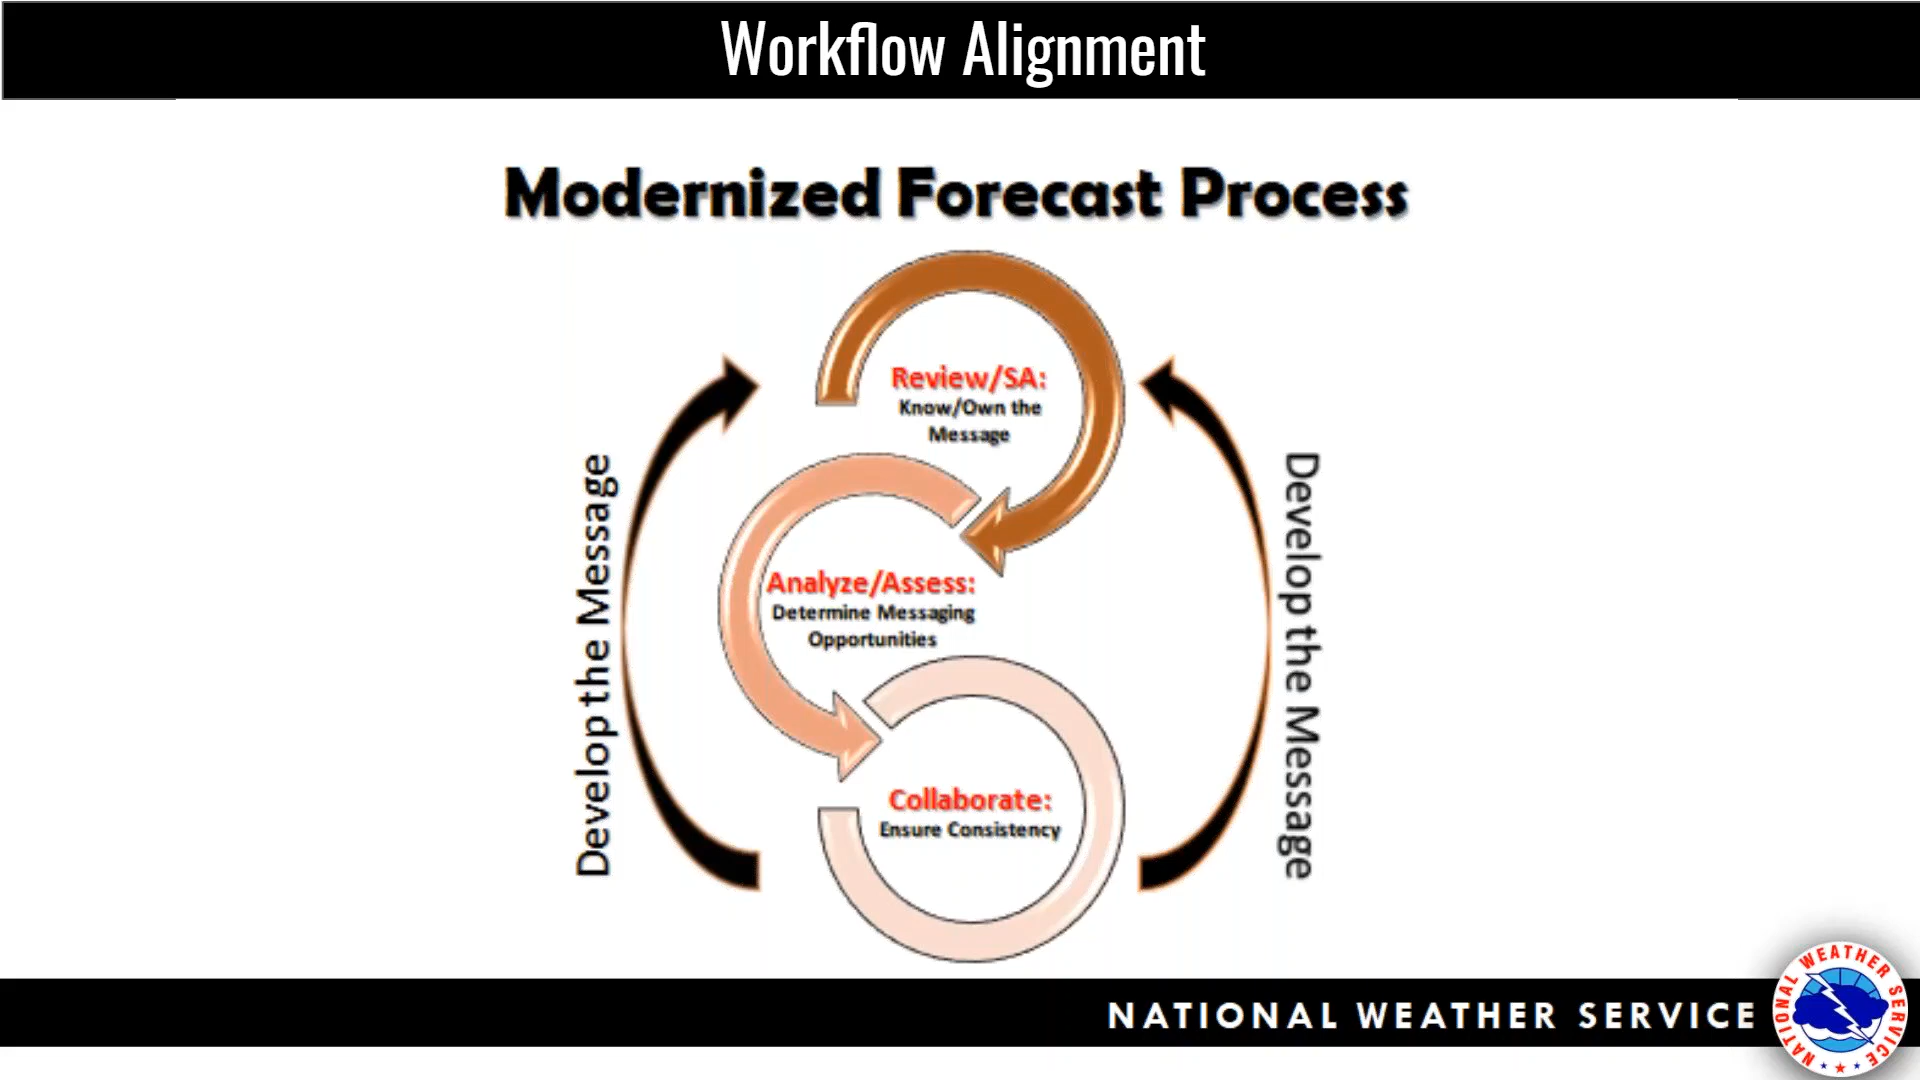 Workflow Alignment
Modernized Forecast Process
Review/SA:
Know/Own the
Message
Develop the Message
Develop the Message
Analyze/Assess:
Determine Messaging
Opportunities
Collaborate:
Ensure Consistency
NATIONAL WEATHER SERVICE
NATIONAL WEATHER SERVICE